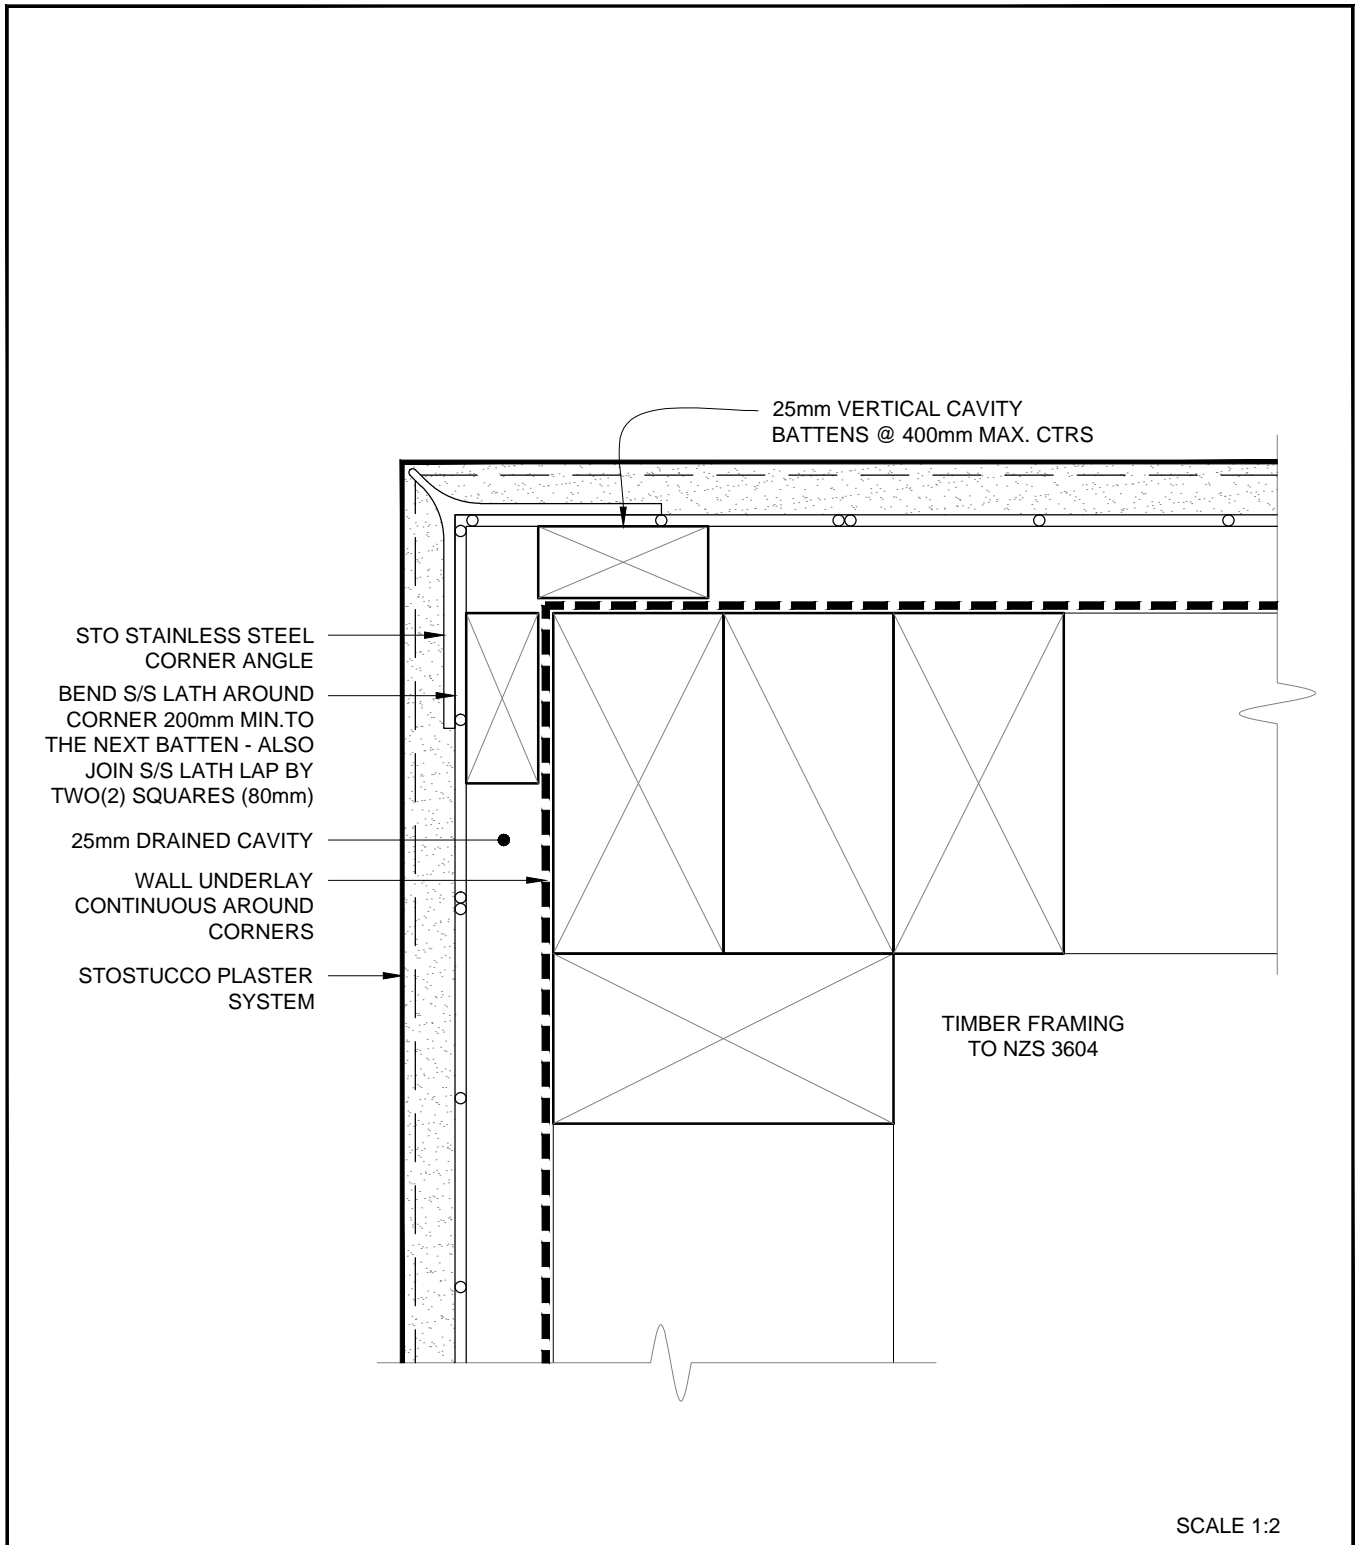 25mm VERTICAL CAVITY
BATTENS @ 400mm MAX. CTRS
STO STAINLESS STEEL
CORNER ANGLE
BEND S/S LATH AROUND
CORNER 200mm MIN.TO
THE NEXT BATTEN - ALSO
JOIN S/S LATH LAP BY
TWO(2) SQUARES (80mm)
25mm DRAINED CAVITY
WALL UNDERLAY
CONTINUOUS AROUND
CORNERS
STOSTUCCO PLASTER
SYSTEM
TIMBER FRAMING
TO NZS 3604
SCALE 1:2